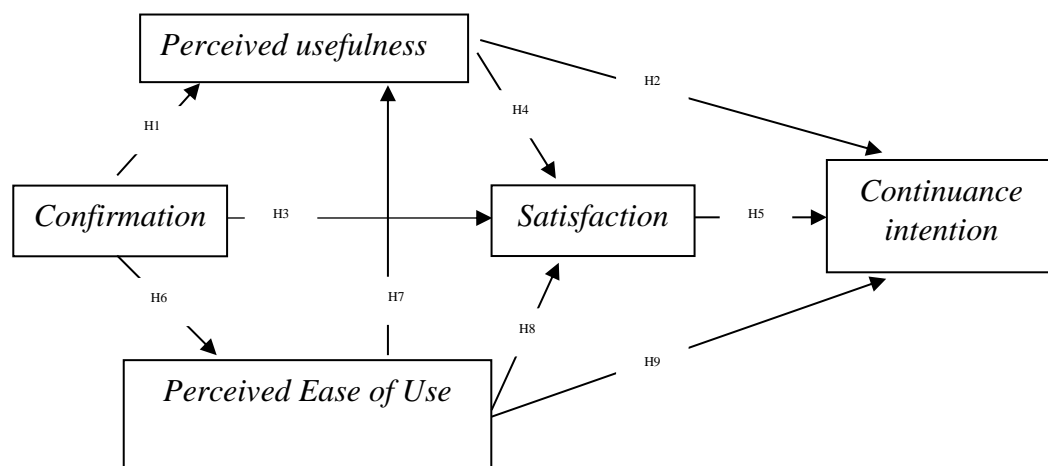 Perceived usefulness
H2
H4
H1
Confirmation
H3
Satisfaction
H5
Continuance
intention
H6
H7
H8
H9
Perceived Ease of Use